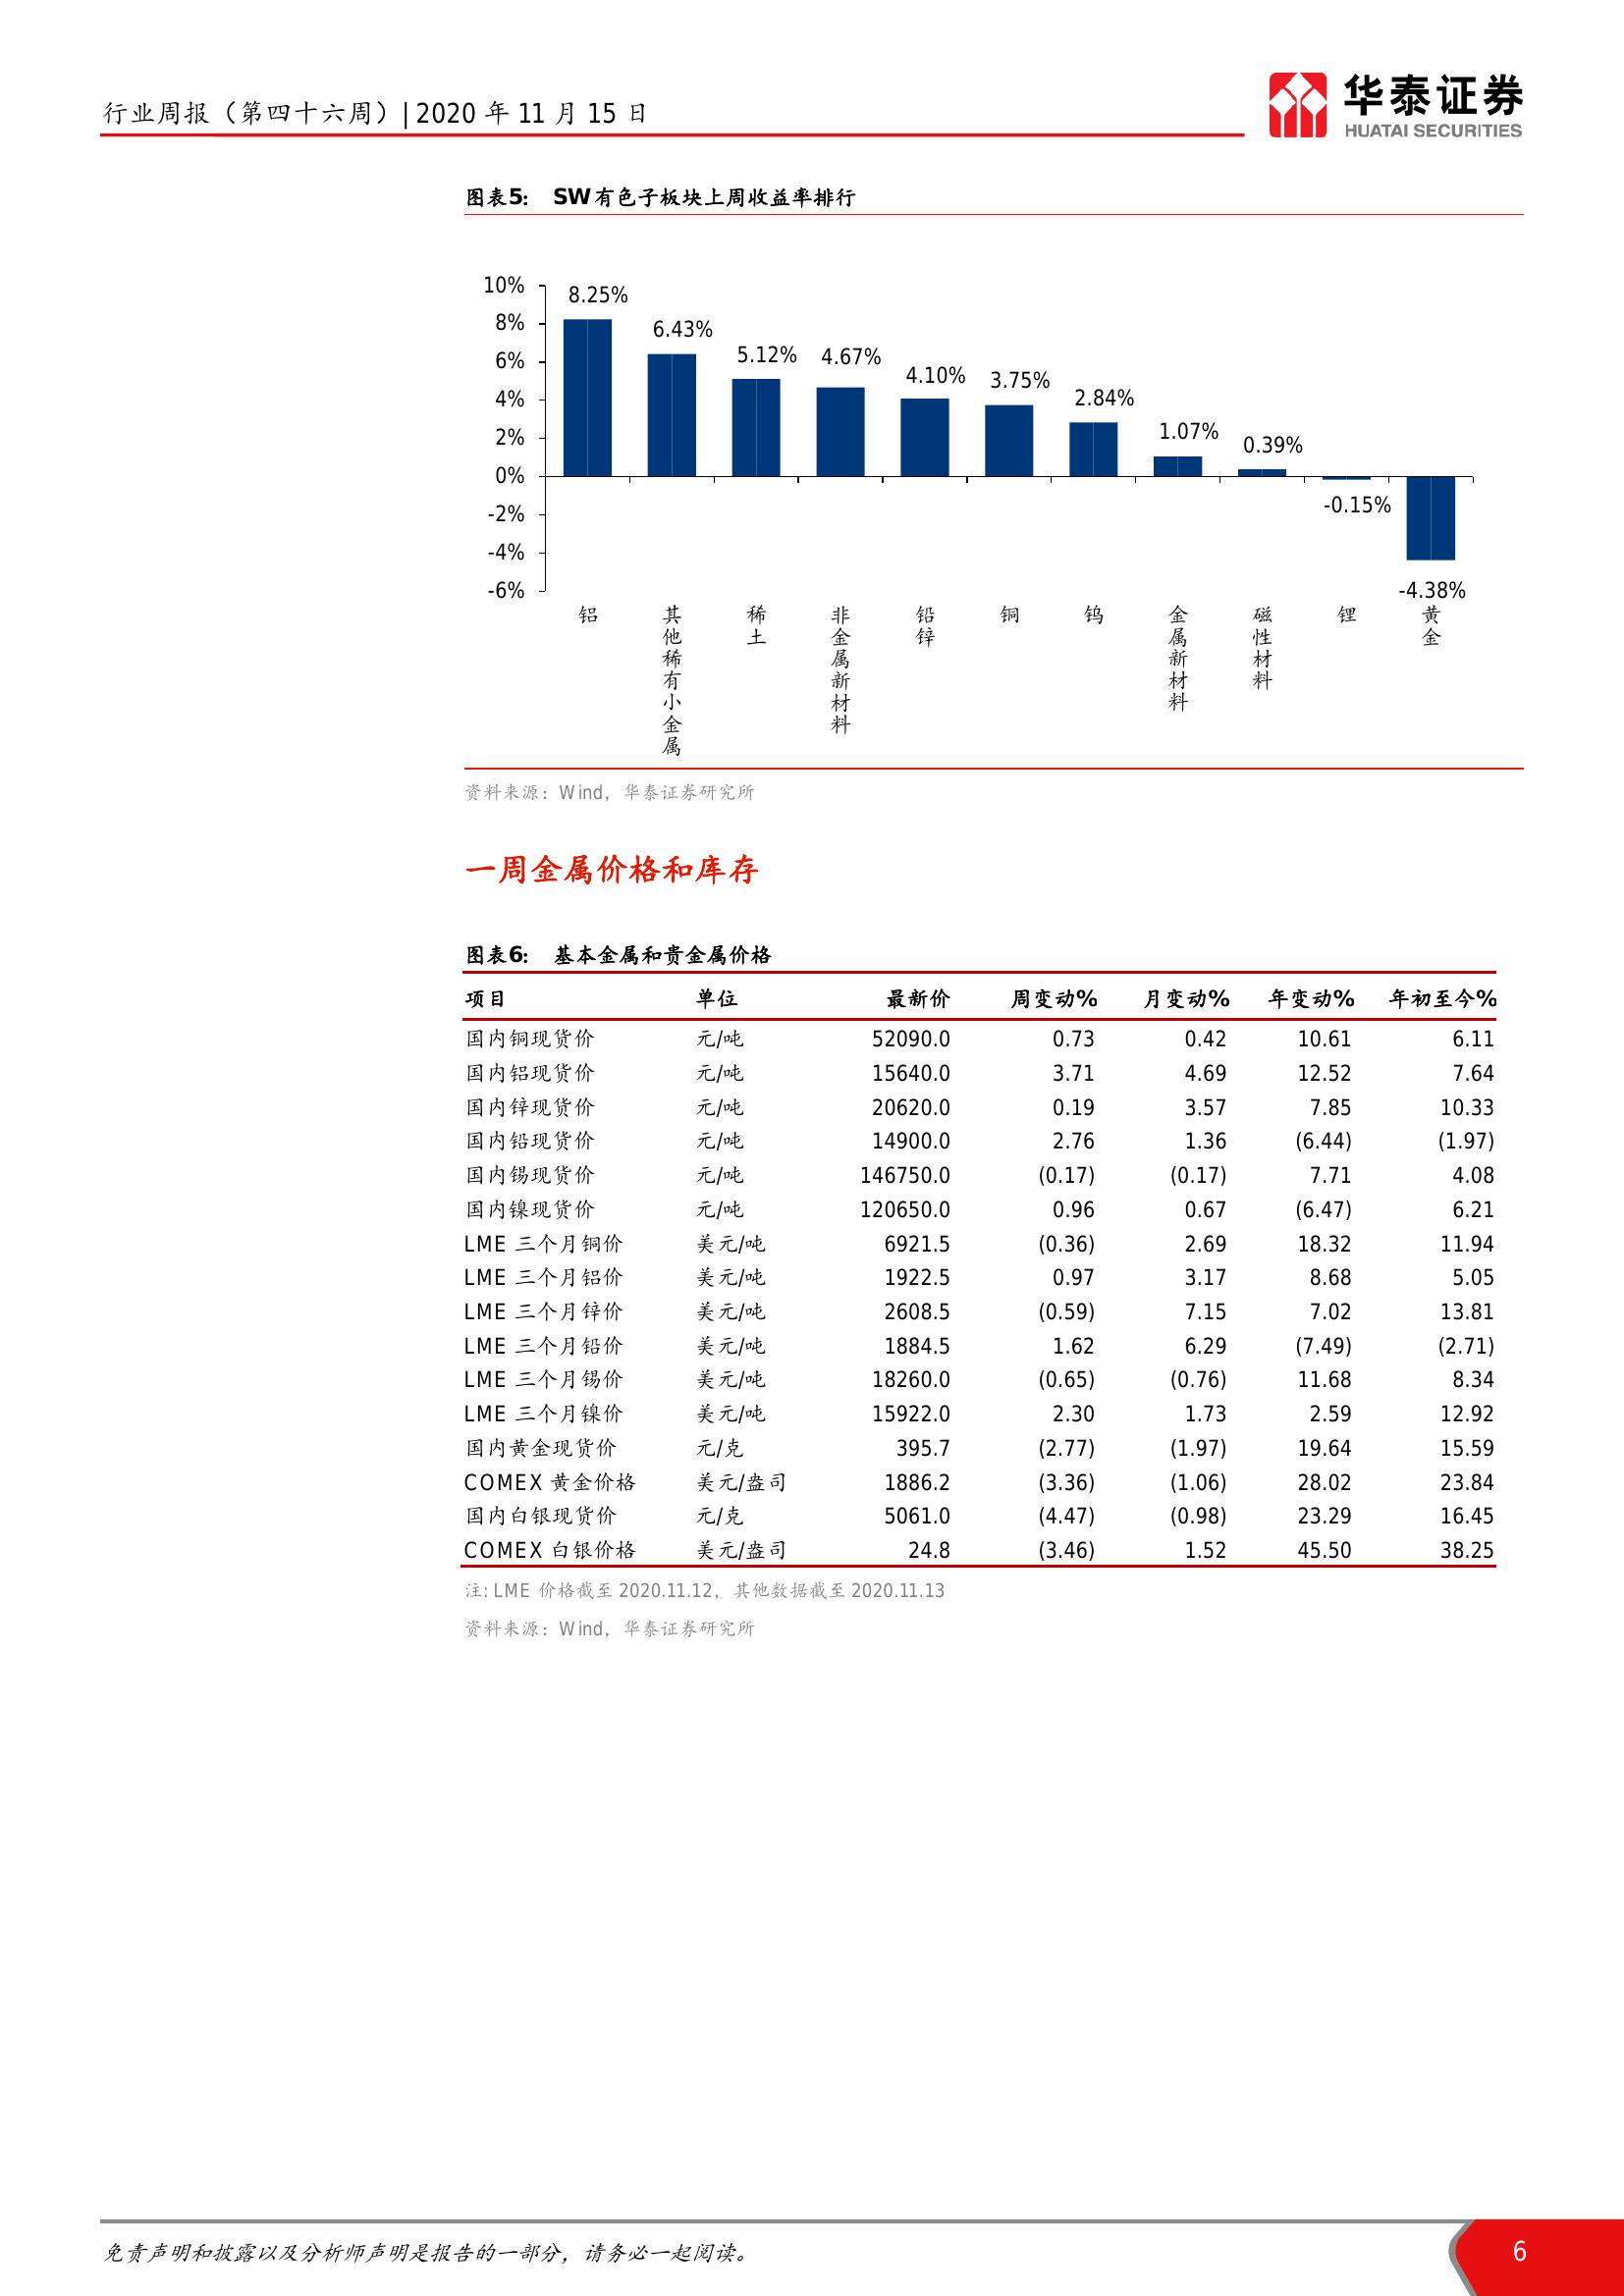 行业周报（第四十六周）| 2020 年 11 月 15 日
华泰证券
HUATAI SECURITIES
图表5: SW有色子板块上周收益率排行
10%
8%
6%
4%
2%
0%
-2%
-4%
-6%
8.25%
6.43%
5.12%
4.67%
4.10%
3.75%
2.84%
1.07%
0.39%
-0.15%
-4.38%
铝
其他稀有小金属
稀土
非金属新材料
铅锌
铜
钨
金属新材料
磁性材料
锂
黄金
资料来源：Wind，华泰证券研究所
一周金属价格和库存
图表6: 基本金属和贵金属价格
项目 单位 最新价 周变动% 月变动% 年变动% 年初至今%
国内铜现货价 元/吨 52090.0 0.73 0.42 10.61 6.11
国内铝现货价 元/吨 15640.0 3.71 4.69 12.52 7.64
国内锌现货价 元/吨 20620.0 0.19 3.57 7.85 10.33
国内铅现货价 元/吨 14900.0 2.76 1.36 (6.44) (1.97)
国内锡现货价 元/吨 146750.0 (0.17) (0.17) 7.71 4.08
国内镍现货价 元/吨 120650.0 0.96 0.67 (6.47) 6.21
LME 三个月铜价 美元/吨 6921.5 (0.36) 2.69 18.32 11.94
LME 三个月铝价 美元/吨 1922.5 0.97 3.17 8.68 5.05
LME 三个月锌价 美元/吨 2608.5 (0.59) 7.15 7.02 13.81
LME 三个月铅价 美元/吨 1884.5 1.62 6.29 (7.49) (2.71)
LME 三个月锡价 美元/吨 18260.0 (0.65) (0.76) 11.68 8.34
LME 三个月镍价 美元/吨 15922.0 2.30 1.73 2.59 12.92
国内黄金现货价 元/克 395.7 (2.77) (1.97) 19.64 15.59
COMEX 黄金价格 美元/盎司 1886.2 (3.36) (1.06) 28.02 23.84
国内白银现货价 元/克 5061.0 (4.47) (0.98) 23.29 16.45
COMEX 白银价格 美元/盎司 24.8 (3.46) 1.52 45.50 38.25
注: LME 价格截至 2020.11.12，其他数据截至 2020.11.13
资料来源：Wind，华泰证券研究所
免责声明和披露以及分析师声明是报告的一部分，请务必一起阅读。
6